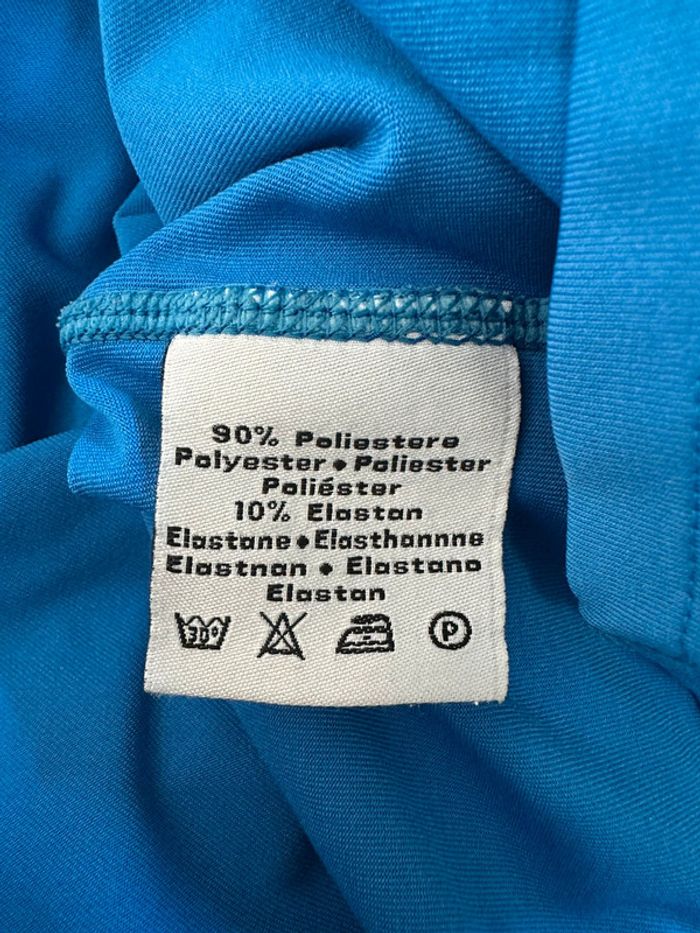 90% Poliestere
Polyester • Poliester
Poliéster
10% Elastan
Elastane • Elasthannne
Elastnan • Elastano
Elastan
30°
P